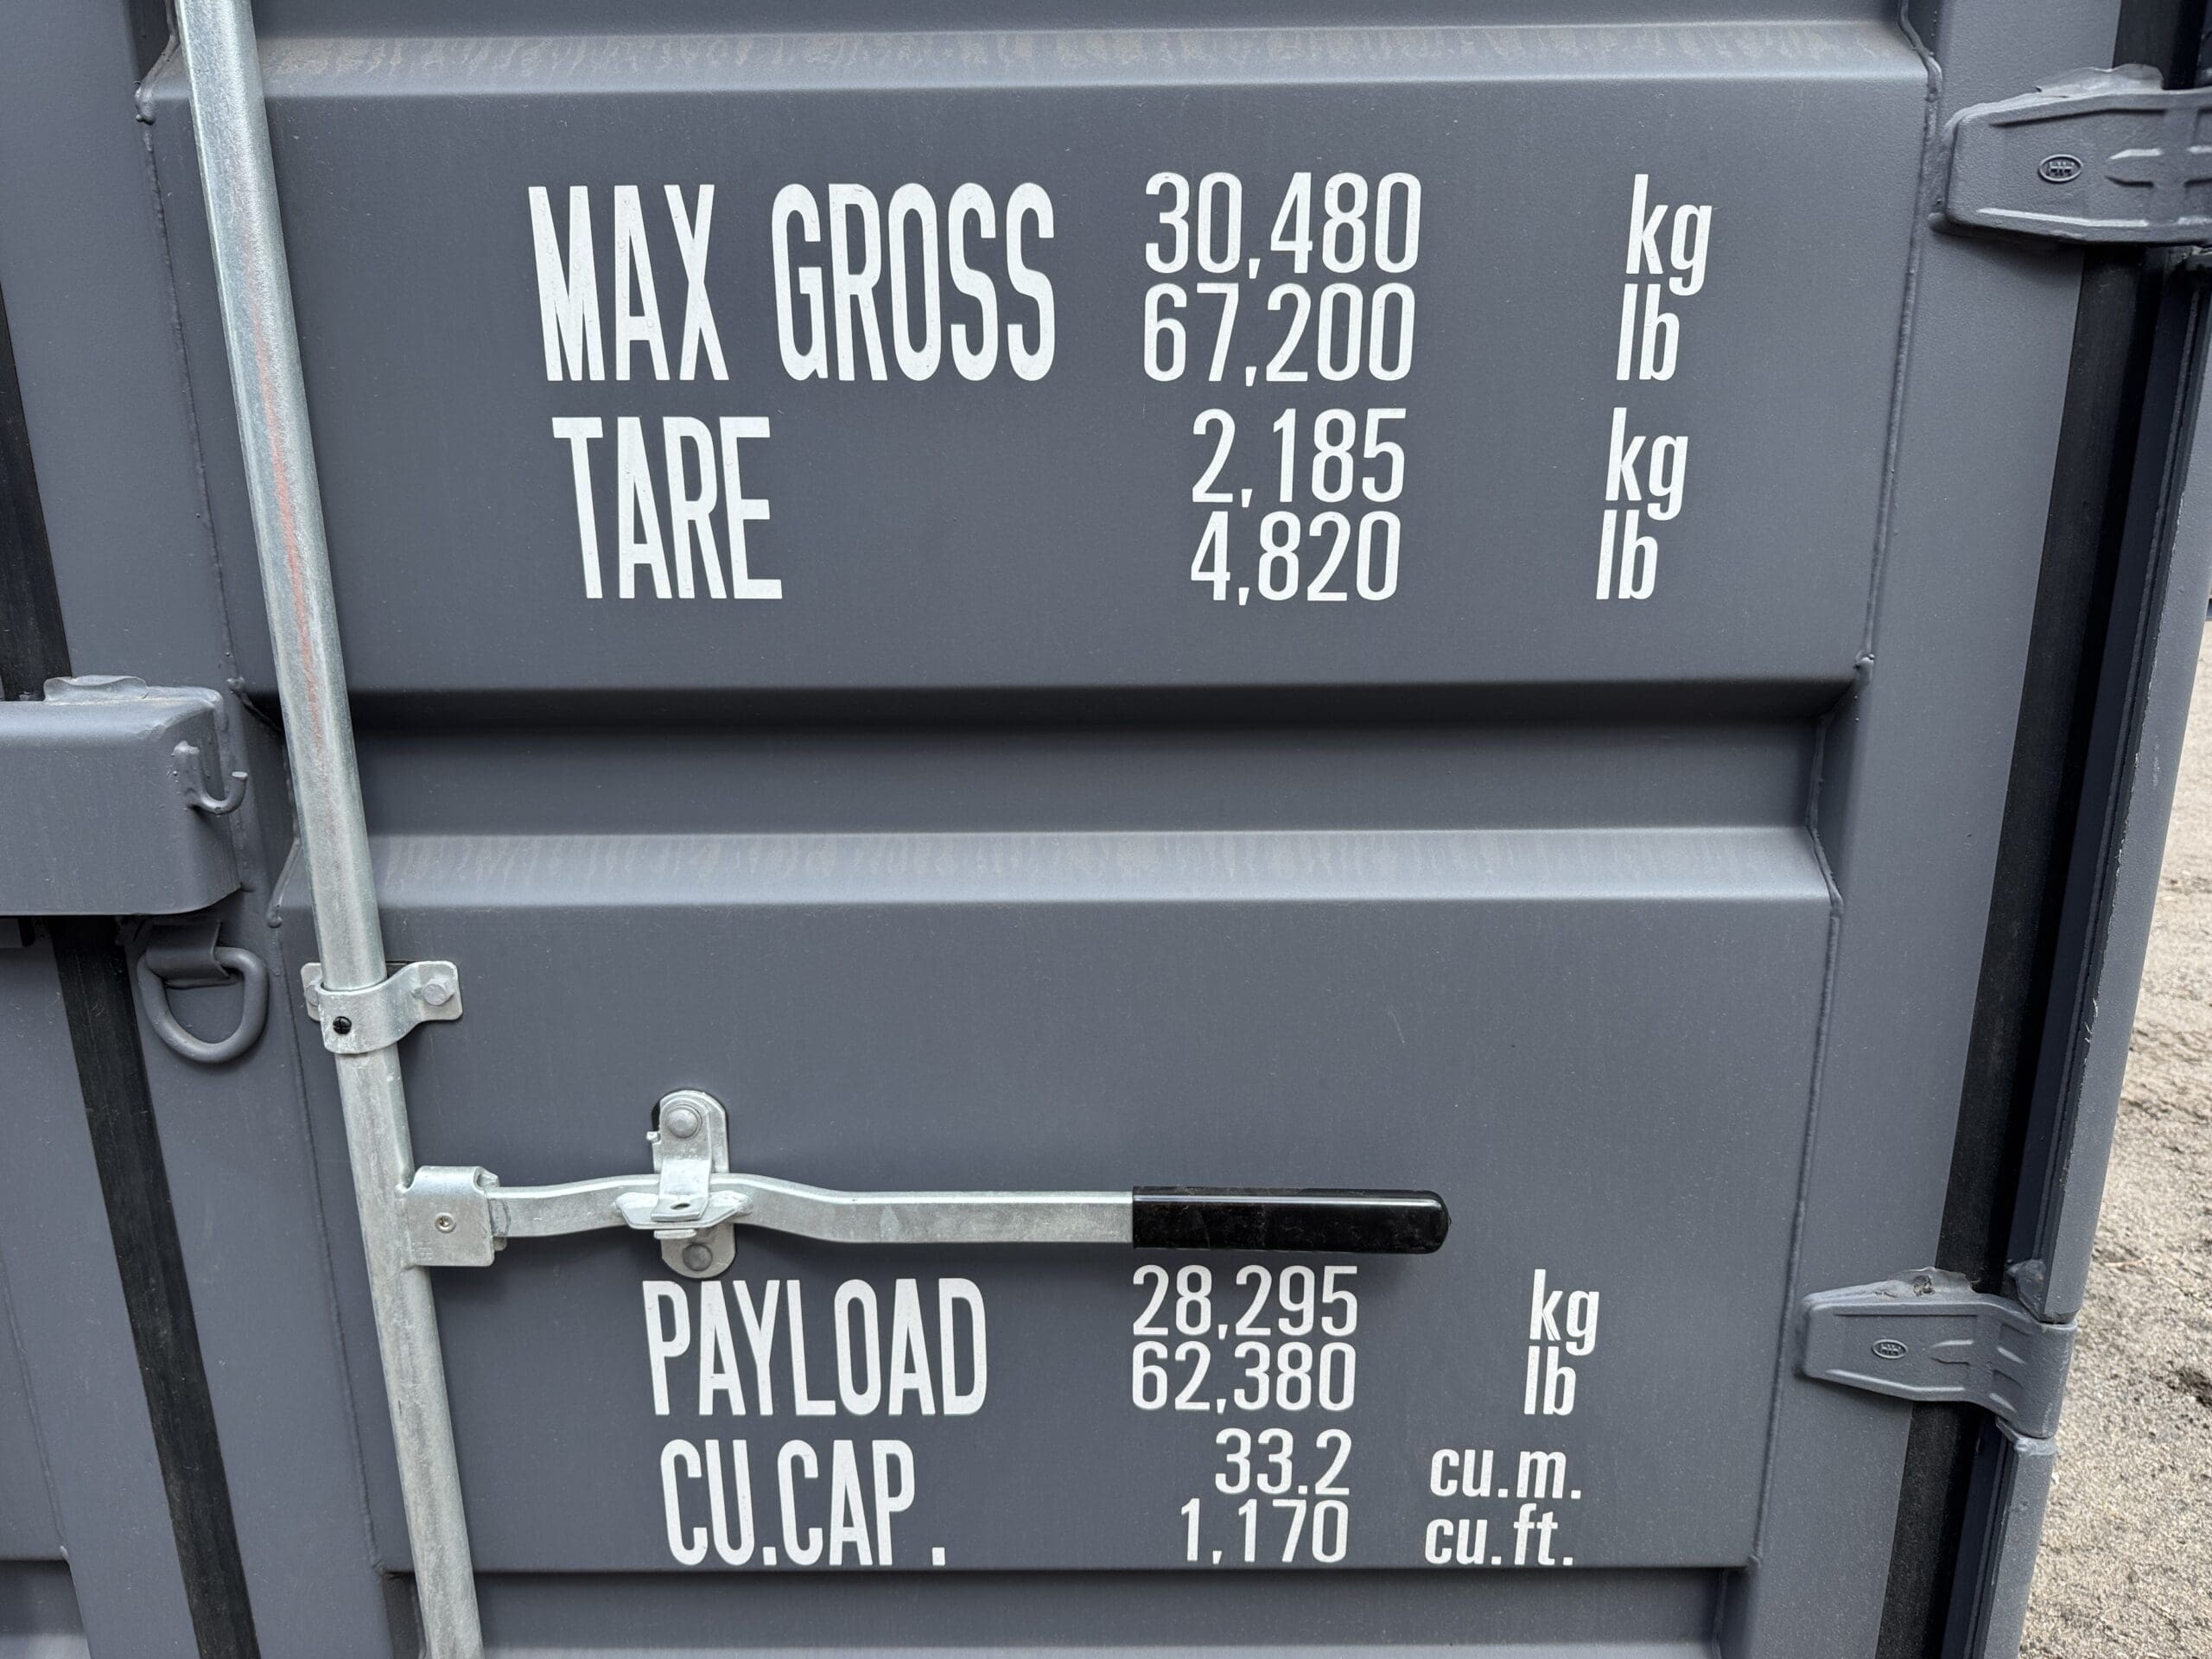 MAX GROSS 30,480 kg
67,200 lb
TARE 2,185 kg
4,820 lb
PAYLOAD 28,295 kg
62,380 lb
CU.CAP. 33.2 cu.m.
1,170 cu.ft.